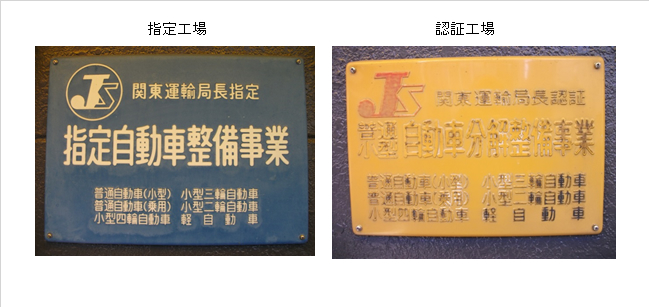 指定工場
認証工場
JS
関東運輸局長指定
指定自動車整備事業
普通自動車(小型) 小型三輪自動車
普通自動車(乗用) 小型二輪自動車
小型四輪自動車 軽自動車
JS
関東運輸局長認証
普通
小型 自動車分解整備事業
普通自動車(小型) 小型三輪自動車
普通自動車(乗用) 小型二輪自動車
小型四輪自動車 軽自動車